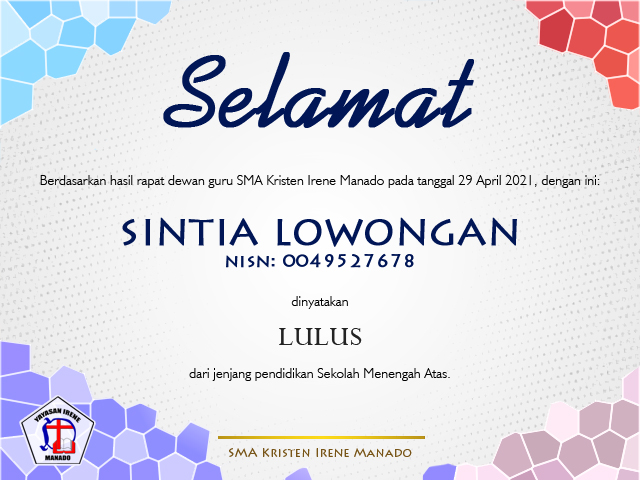 Selamat
Berdasarkan hasil rapat dewan guru SMA Kristen Irene Manado pada tanggal 29 April 2021, dengan ini:
SINTIA LOWONGAN
NISN: 0049527678
dinyatakan
LULUS
dari jenjang pendidikan Sekolah Menengah Atas.
YAYASAN IRENE
MANADO
SMA KRISTEN IRENE MANADO